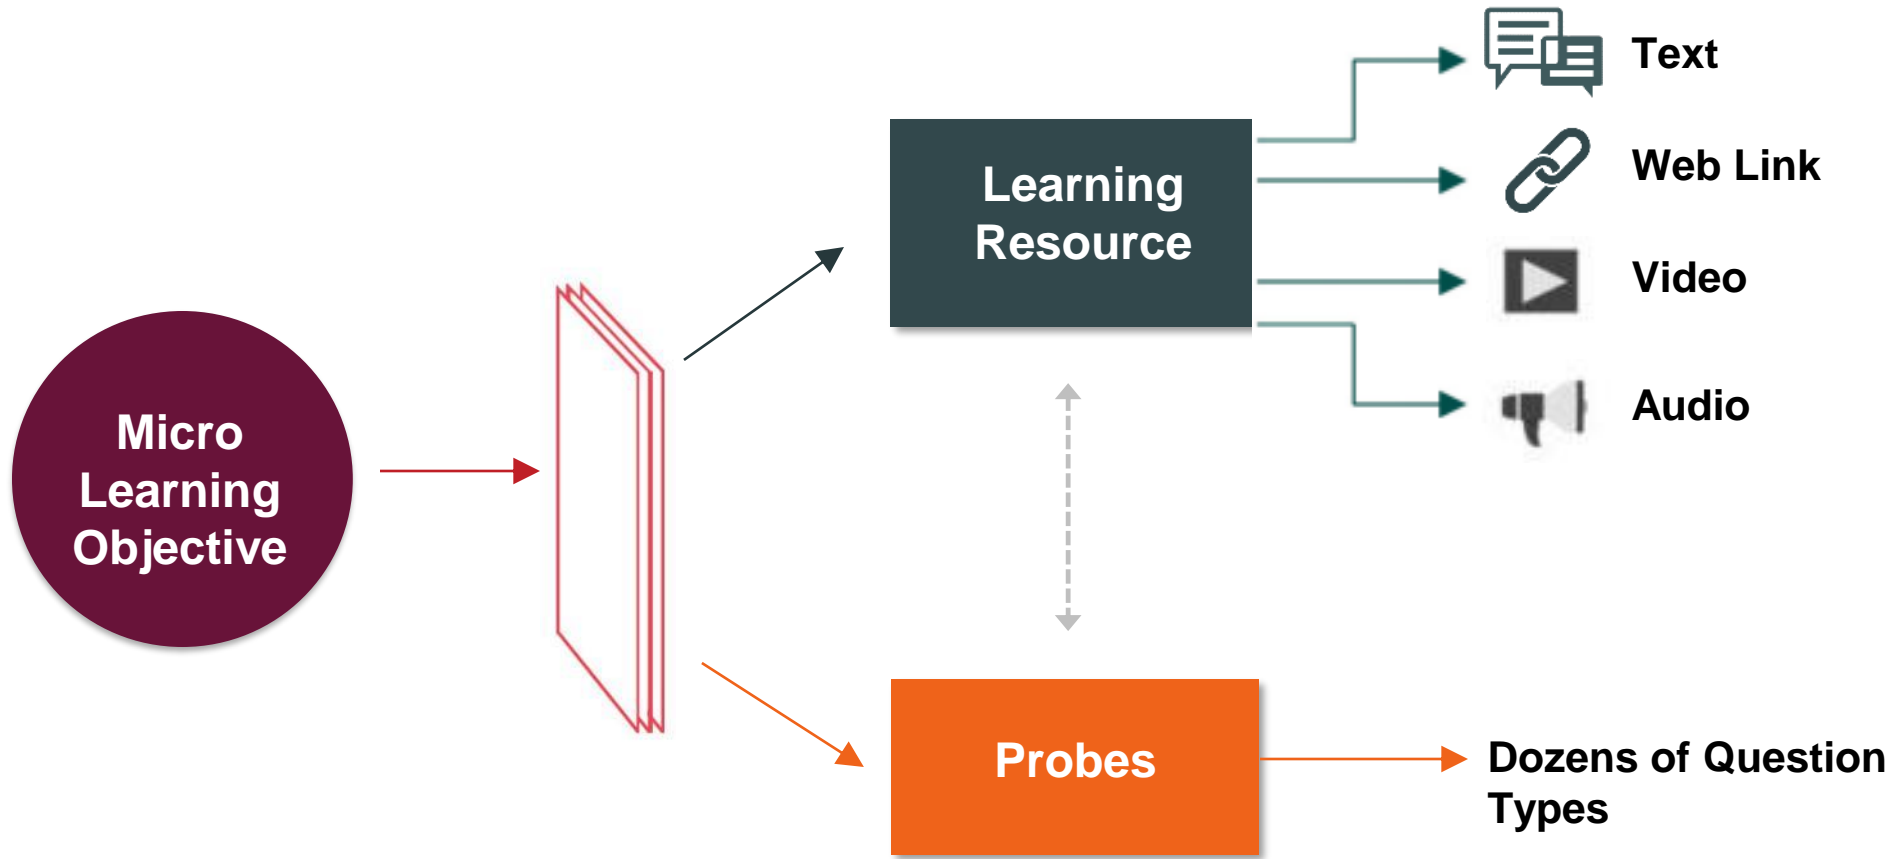 Micro
Learning
Objective
Learning
Resource
Text
Web Link
Video
Audio
Probes
Dozens of Question
Types